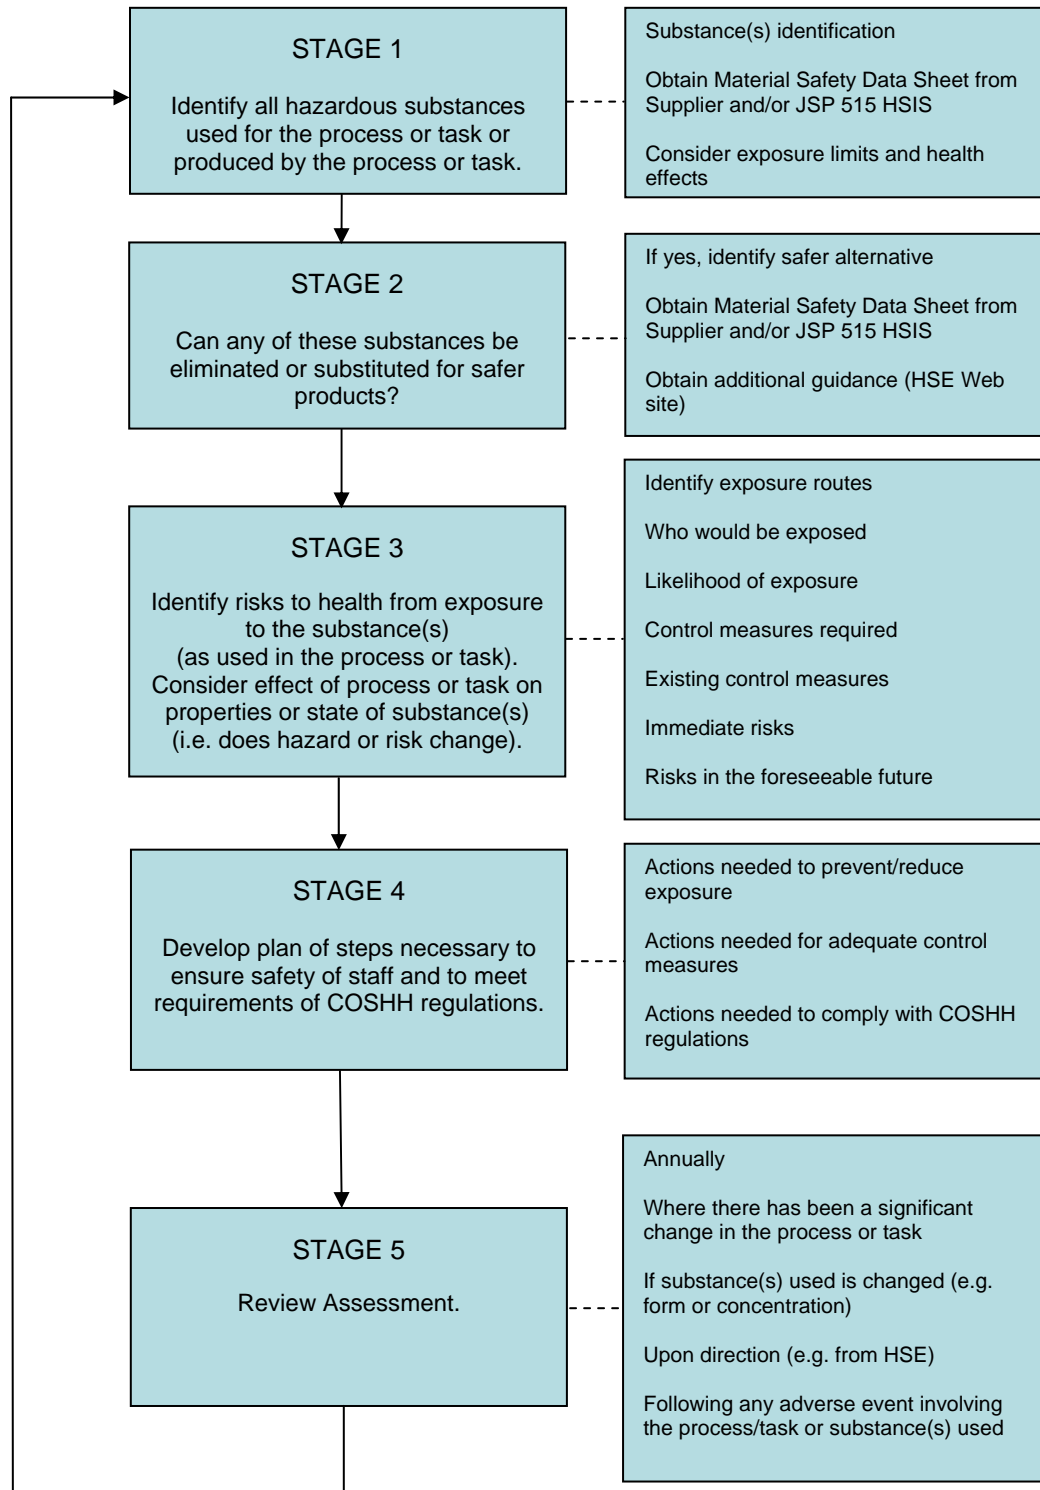 STAGE 1
Identify all hazardous substances
used for the process or task or
produced by the process or task.
Substance(s) identification
Obtain Material Safety Data Sheet from
Supplier and/or JSP 515 HSIS
Consider exposure limits and health
effects
STAGE 2
Can any of these substances be
eliminated or substituted for safer
products?
If yes, identify safer alternative
Obtain Material Safety Data Sheet from
Supplier and/or JSP 515 HSIS
Obtain additional guidance (HSE Web
site)
STAGE 3
Identify risks to health from exposure
to the substance(s)
(as used in the process or task).
Consider effect of process or task on
properties or state of substance(s)
(i.e. does hazard or risk change).
Identify exposure routes
Who would be exposed
Likelihood of exposure
Control measures required
Existing control measures
Immediate risks
Risks in the foreseeable future
STAGE 4
Develop plan of steps necessary to
ensure safety of staff and to meet
requirements of COSHH regulations.
Actions needed to prevent/reduce
exposure
Actions needed for adequate control
measures
Actions needed to comply with COSHH
regulations
STAGE 5
Review Assessment.
Annually
Where there has been a significant
change in the process or task
If substance(s) used is changed (e.g.
form or concentration)
Upon direction (e.g. from HSE)
Following any adverse event involving
the process/task or substance(s) used